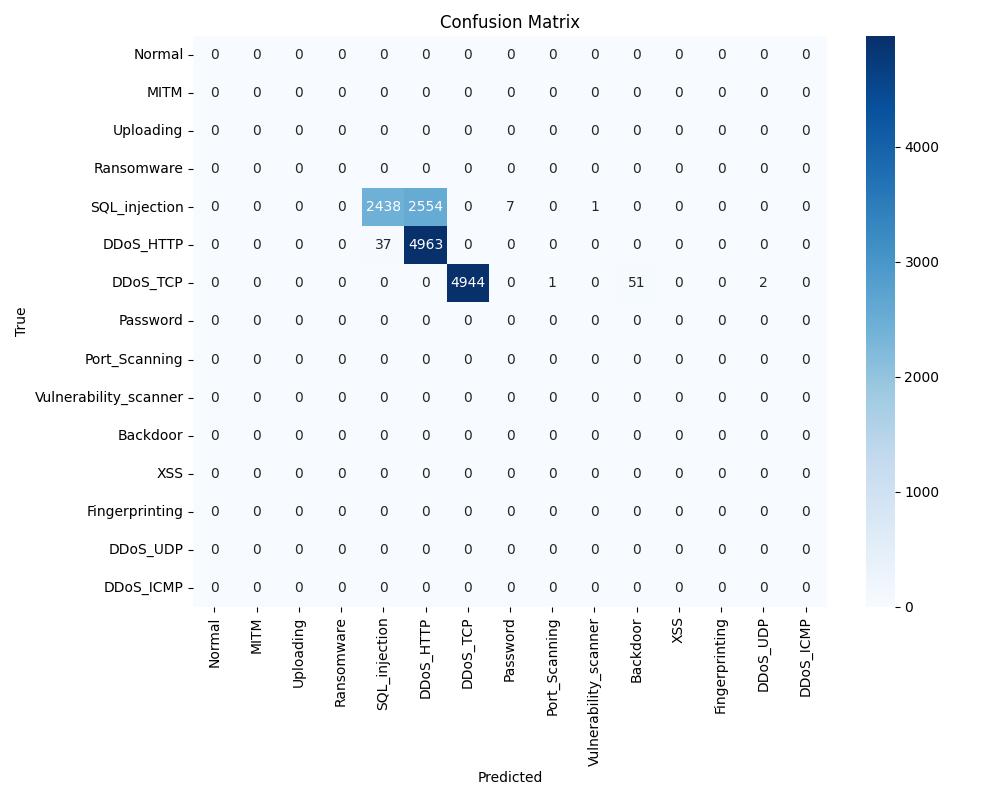 Confusion Matrix
Normal 0 0 0 0 0 0 0 0 0 0 0 0 0 0 0
MITM 0 0 0 0 0 0 0 0 0 0 0 0 0 0 0
Uploading 0 0 0 0 0 0 0 0 0 0 0 0 0 0 0
Ransomware 0 0 0 0 0 0 0 0 0 0 0 0 0 0 0
SQL_injection 0 0 0 0 2438 2554 0 7 0 1 0 0 0 0 0
DDoS_HTTP 0 0 0 0 37 4963 0 0 0 0 0 0 0 0 0
DDoS_TCP 0 0 0 0 0 0 4944 0 1 0 51 0 0 2 0
Password 0 0 0 0 0 0 0 0 0 0 0 0 0 0 0
Port_Scanning 0 0 0 0 0 0 0 0 0 0 0 0 0 0 0
Vulnerability_scanner 0 0 0 0 0 0 0 0 0 0 0 0 0 0 0
Backdoor 0 0 0 0 0 0 0 0 0 0 0 0 0 0 0
XSS 0 0 0 0 0 0 0 0 0 0 0 0 0 0 0
Fingerprinting 0 0 0 0 0 0 0 0 0 0 0 0 0 0 0
DDoS_UDP 0 0 0 0 0 0 0 0 0 0 0 0 0 0 0
DDoS_ICMP 0 0 0 0 0 0 0 0 0 0 0 0 0 0 0
True
Normal
MITM
Uploading
Ransomware
SQL_injection
DDoS_HTTP
DDoS_TCP
Password
Port_Scanning
Vulnerability_scanner
Backdoor
XSS
Fingerprinting
DDoS_UDP
DDoS_ICMP
Predicted
4000
3000
2000
1000
0